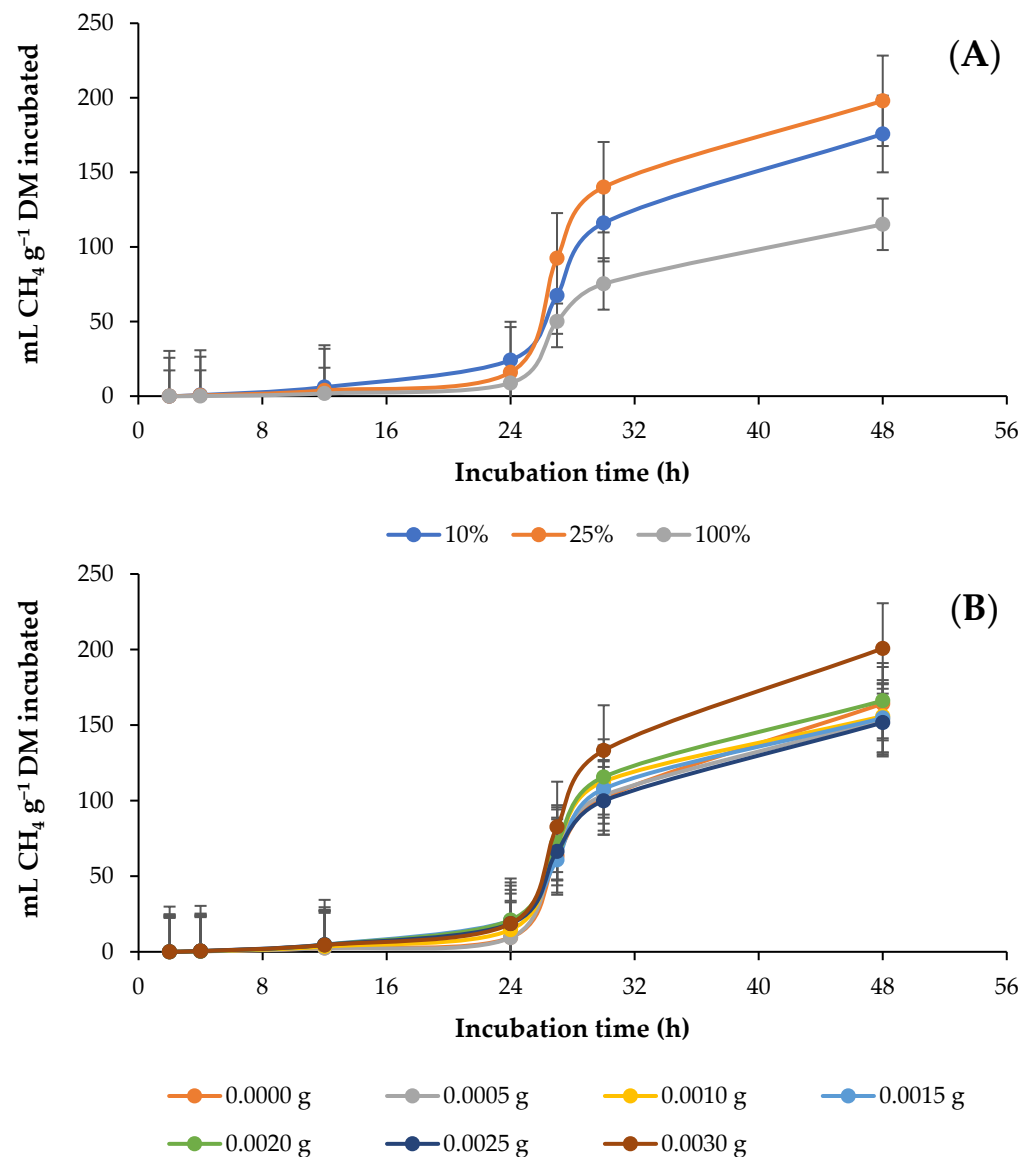 250
(A)
200
150
100
50
0
mL CH₄ g⁻¹ DM incubated
0 8 16 24 32 40 48 56
Incubation time (h)
10% 25% 100%
250
(B)
200
150
100
50
0
mL CH₄ g⁻¹ DM incubated
0 8 16 24 32 40 48 56
Incubation time (h)
0.0000 g 0.0005 g 0.0010 g 0.0015 g
0.0020 g 0.0025 g 0.0030 g